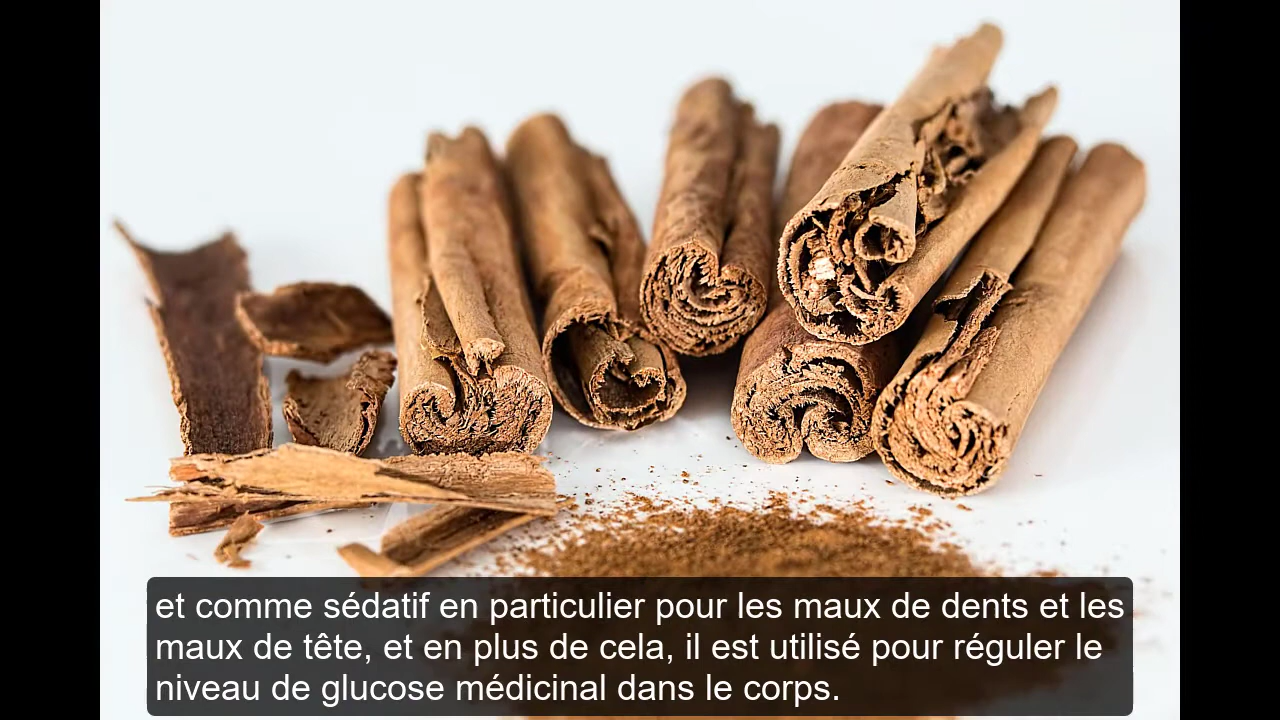 et comme sédatif en particulier pour les maux de dents et les
maux de tête, et en plus de cela, il est utilisé pour réguler le
niveau de glucose médicinal dans le corps.